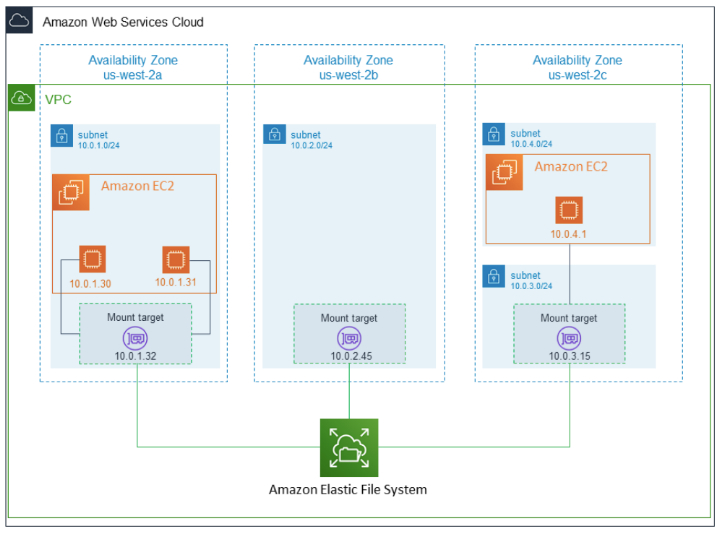 Amazon Web Services Cloud
Availability Zone
us-west-2a
Availability Zone
us-west-2b
Availability Zone
us-west-2c
VPC
subnet
10.0.1.0/24
subnet
10.0.2.0/24
subnet
10.0.4.0/24
Amazon EC2
Amazon EC2
10.0.4.1
10.0.1.30
10.0.1.31
subnet
10.0.3.0/24
Mount target
10.0.1.32
Mount target
10.0.2.45
Mount target
10.0.3.15
Amazon Elastic File System